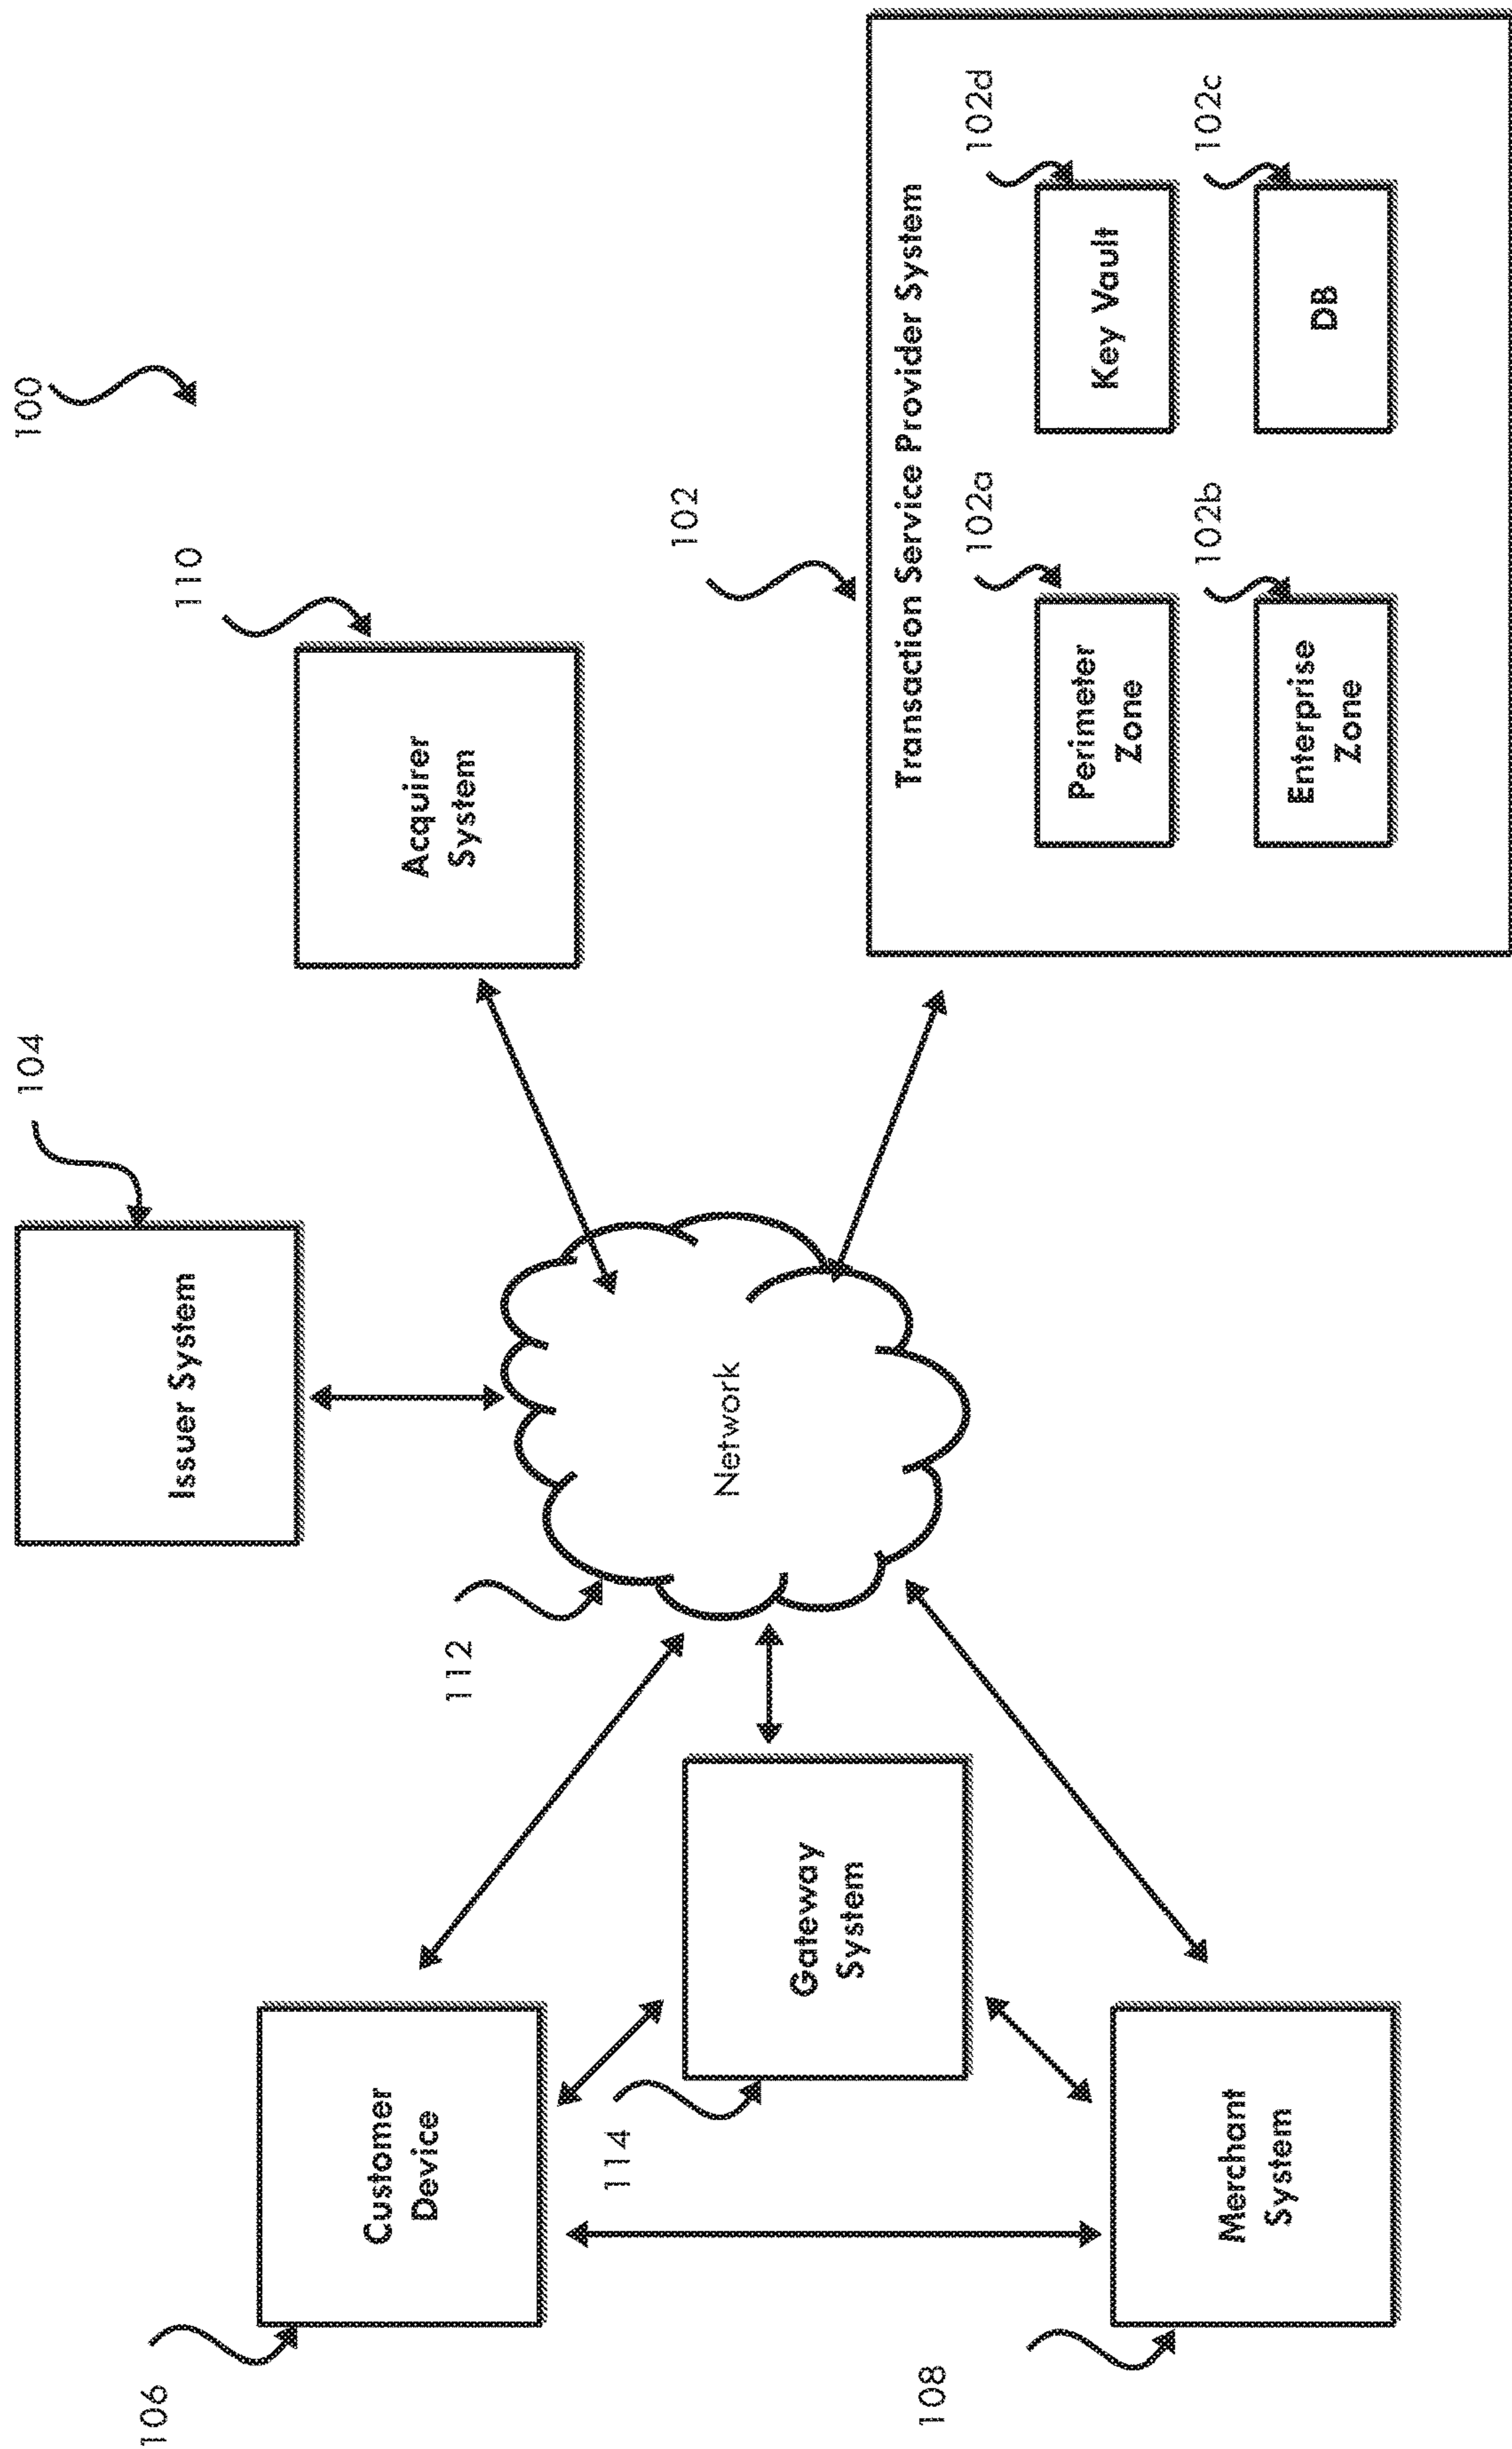 100
104
Issuer System
110
Acquirer
System
106
Customer
Device
112
Network
114
Gateway
System
102
Transaction Service Provider System
102a
Perimeter
Zone
102d
Key Vault
102b
Enterprise
Zone
102c
DB
108
Merchant
System